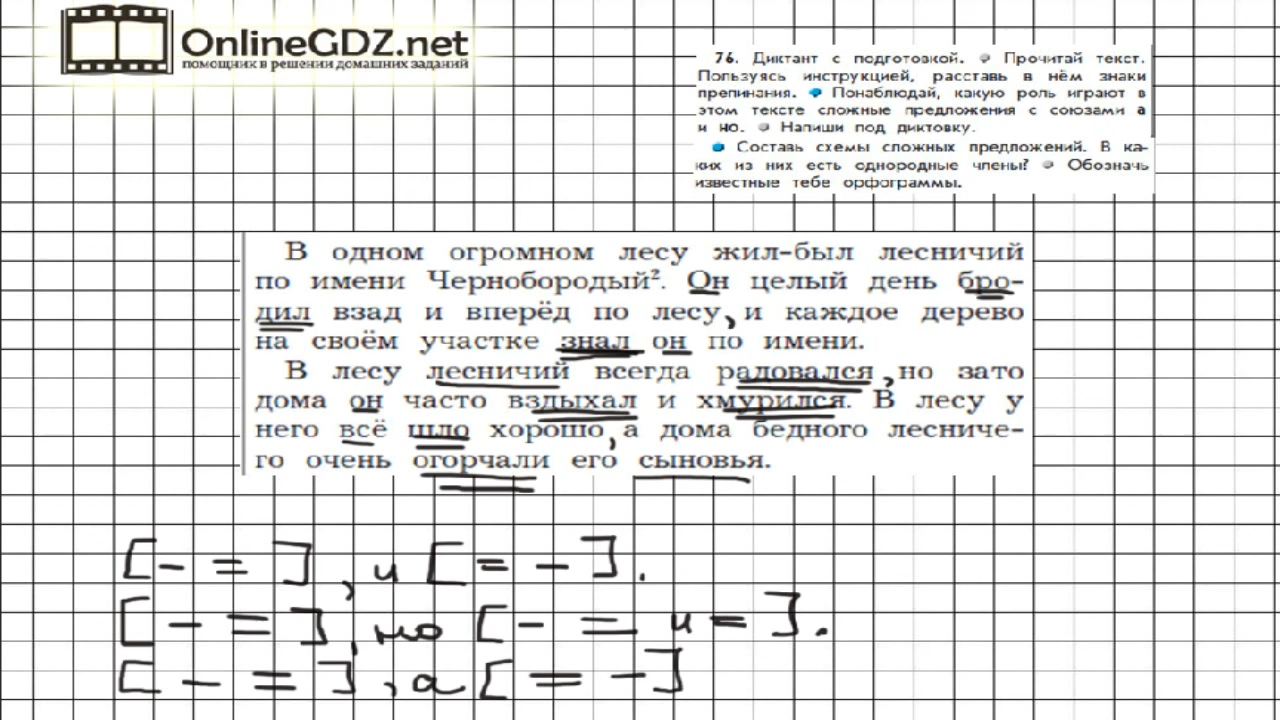 OnlineGDZ.net
помощник в решении домашних заданий
76. Диктант с подготовкой. Прочитай текст.
Пользуясь инструкцией, расставь в нём знаки
препинания. Понаблюдай, какую роль играют в
этом тексте сложные предложения с союзами а
и но. Напиши под диктовку.
Составь схемы сложных предложений. В ка-
ких из них есть однородные члены? Обозначь
известные тебе орфограммы.
В одном огромном лесу жил-был лесничий
по имени Чернобородый². Он целый день бро-
дил взад и вперёд по лесу, и каждое дерево
на своём участке знал он по имени.
В лесу лесничий всегда радовался, но зато
дома он часто вздыхал и хмурился. В лесу у
него всё шло хорошо, а дома бедного лесниче-
го очень огорчали его сыновья.
[- = ], и [= -].
[- = ], но [- = и = ].
[- = ], а [= -]